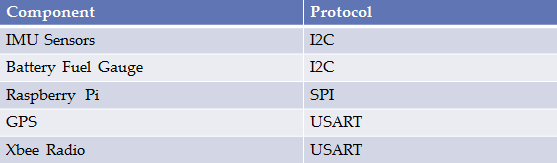 Component Protocol
IMU Sensors I2C
Battery Fuel Gauge I2C
Raspberry Pi SPI
GPS USART
Xbee Radio USART